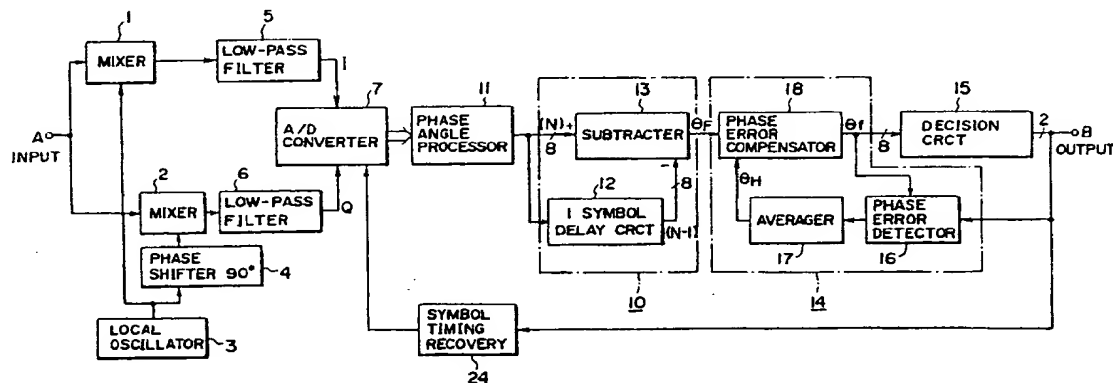 1
MIXER
5
LOW-PASS
FILTER
I
A
INPUT
7
A/D
CONVERTER
11
PHASE
ANGLE
PROCESSOR
(N)
+
8
13
SUBTRACTER
θF
18
PHASE
ERROR
COMPENSATOR
θf
8
15
DECISION
CRCT
2
B
OUTPUT
2
MIXER
6
LOW-PASS
FILTER
Q
-
8
12
1 SYMBOL
DELAY CRCT
(N-1)
θH
AVERAGER
17
PHASE
ERROR
DETECTOR
16
PHASE
SHIFTER 90°
4
10
14
LOCAL
OSCILLATOR
3
SYMBOL
TIMING
RECOVERY
24